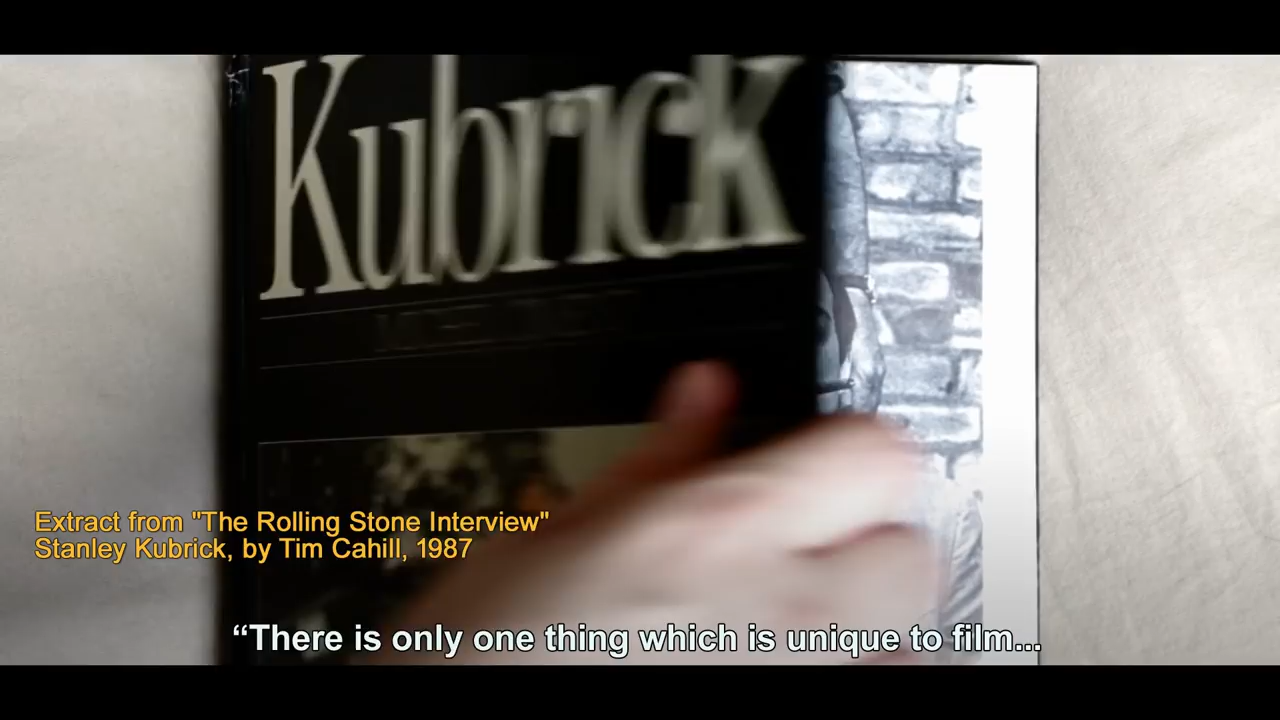 Kubrick
Extract from "The Rolling Stone Interview"
Stanley Kubrick, by Tim Cahill, 1987
“There is only one thing which is unique to film...